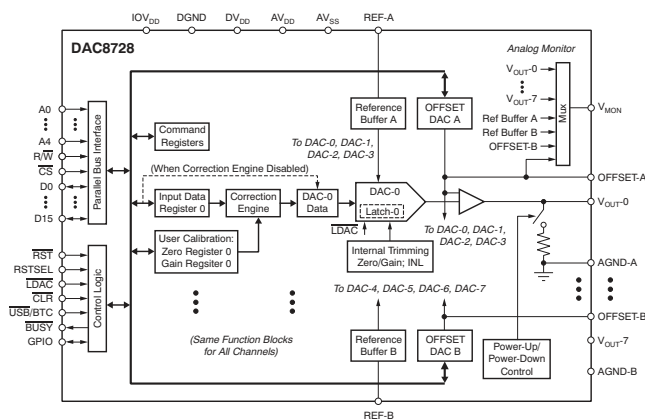 IOVDD DGND DVDD AVDD AVSS REF-A
DAC8728
Analog Monitor
VOUT-0
VOUT-7
Ref Buffer A
Ref Buffer B
OFFSET-B
Mux
VMON
A0
A4
R/W
CS
D0
D15
Parallel Bus Interface
Command
Registers
Reference
Buffer A
OFFSET
DAC A
To DAC-0, DAC-1,
DAC-2, DAC-3
(When Correction Engine Disabled)
Input Data
Register 0
Correction
Engine
DAC-0
Data
DAC-0
Latch-0
LDAC
OFFSET-A
VOUT-0
To DAC-0, DAC-1,
DAC-2, DAC-3
User Calibration:
Zero Register 0
Gain Regsiter 0
Internal Trimming
Zero/Gain; INL
AGND-A
RST
RSTSEL
LDAC
CLR
USB/BTC
BUSY
GPIO
Control Logic
To DAC-4, DAC-5, DAC-6, DAC-7
(Same Function Blocks
for All Channels)
Reference
Buffer B
OFFSET
DAC B
Power-Up/
Power-Down
Control
OFFSET-B
VOUT-7
AGND-B
REF-B